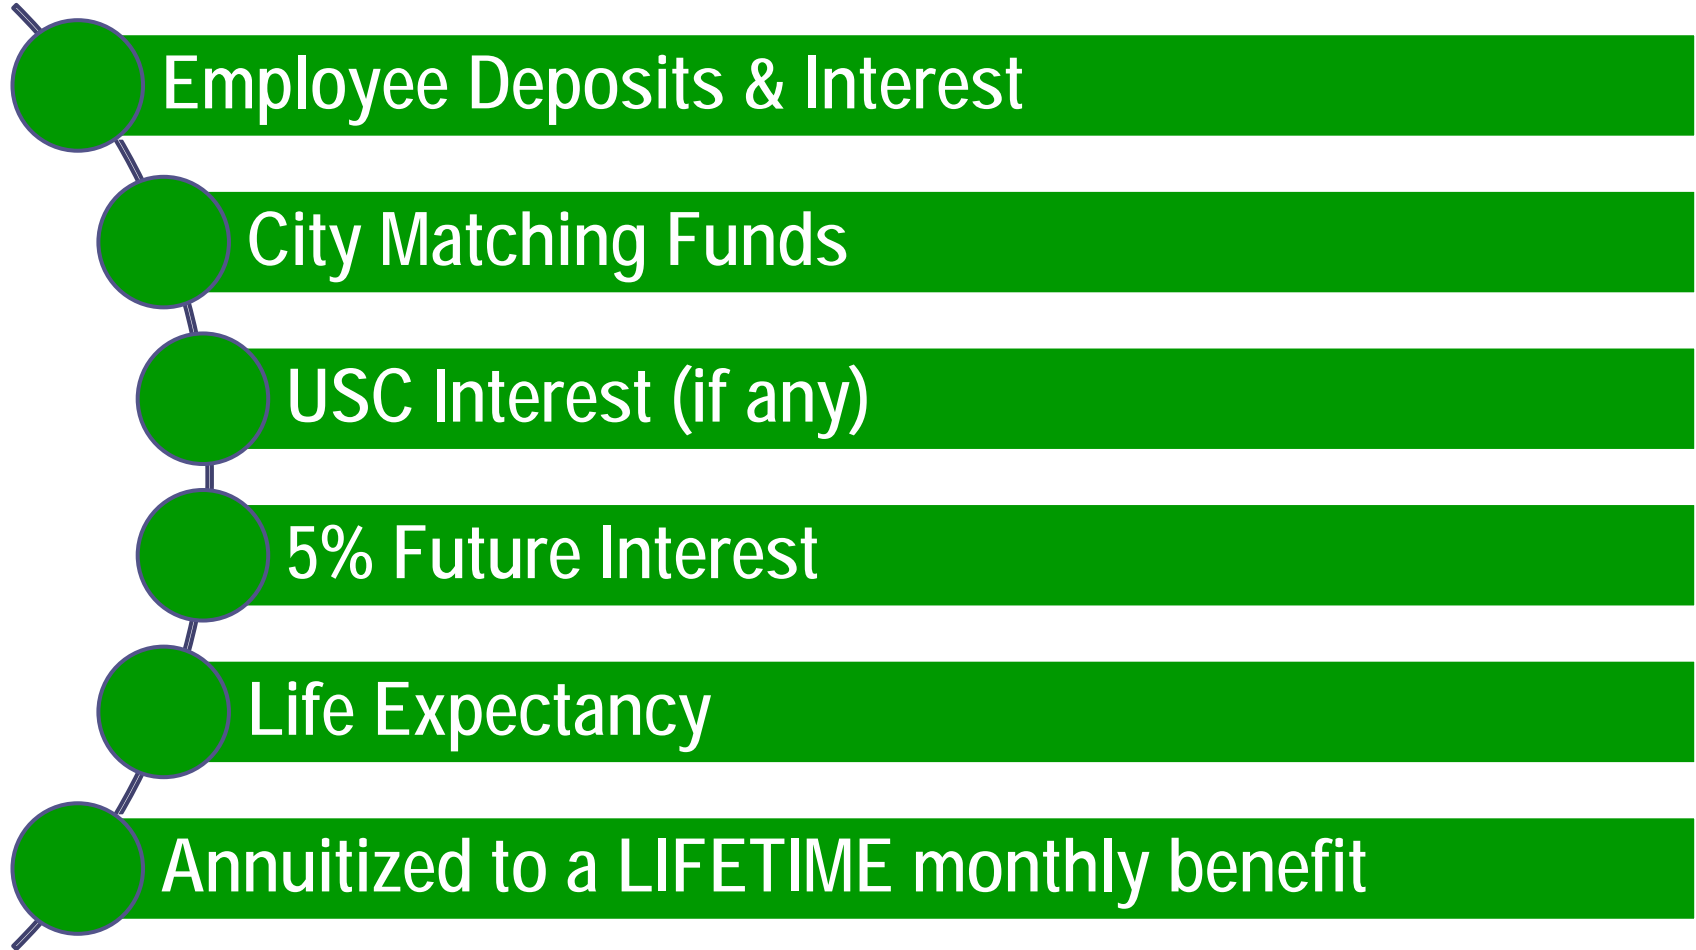 Employee Deposits & Interest
City Matching Funds
USC Interest (if any)
5% Future Interest
Life Expectancy
Annuitized to a LIFETIME monthly benefit